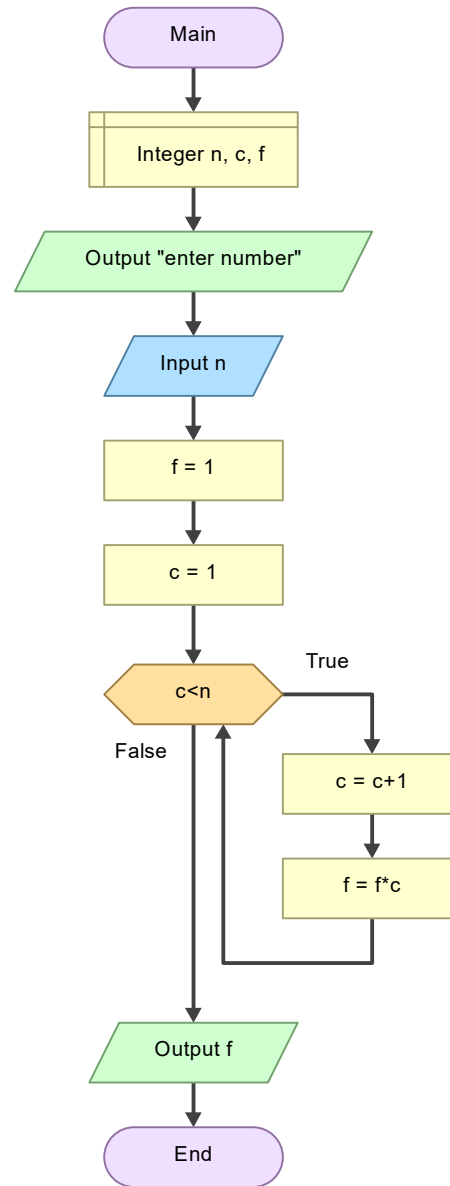 Main
Integer n, c, f
Output "enter number"
Input n
f = 1
c = 1
c<n
True
False
c = c+1
f = f*c
Output f
End